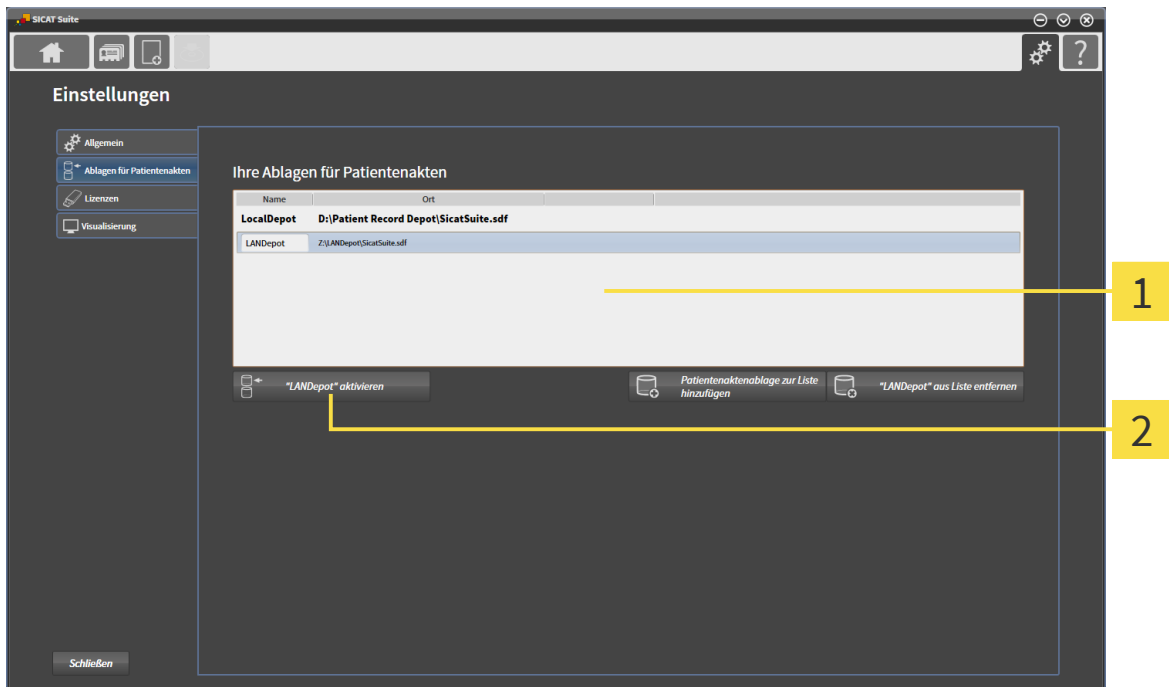 SICAT Suite
?
Einstellungen
Allgemein
Ablagen für Patientenakten
Lizenzen
Visualisierung
Ihre Ablagen für Patientenakten
Name Ort
LocalDepot D:\Patient Record Depot\SicatSuite.sdf
LANDepot Z:\LANDepot\SicatSuite.sdf
1
"LANDepot" aktivieren
Patientenaktenablage zur Liste
hinzufügen
"LANDepot" aus Liste entfernen
2
Schließen